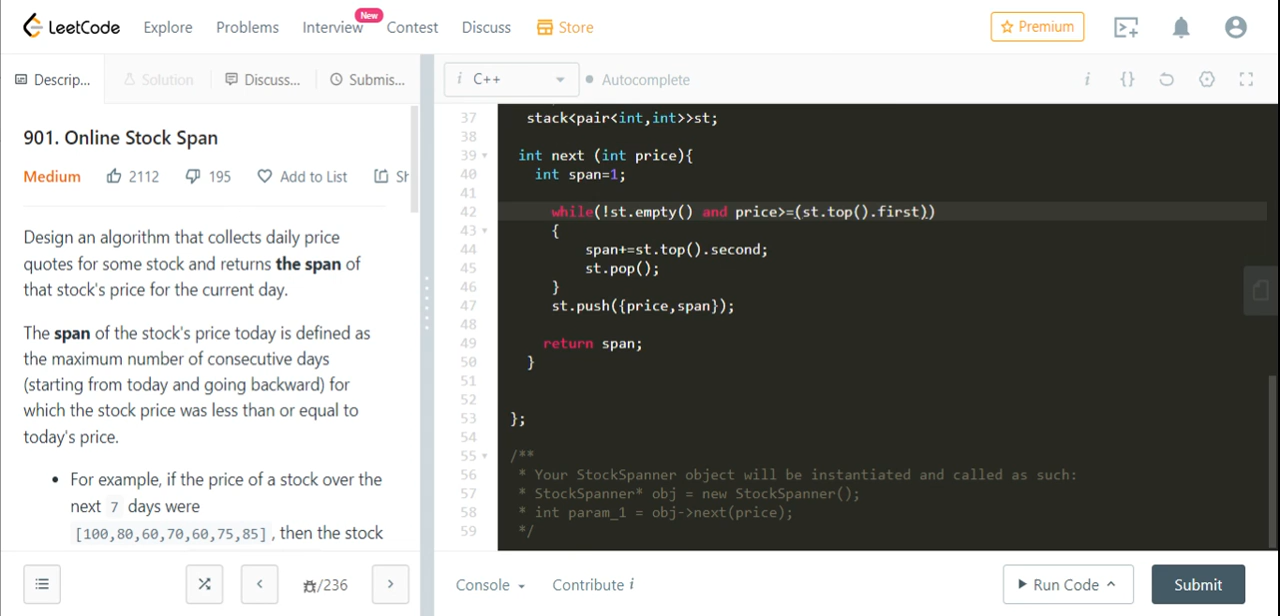 LeetCode Explore Problems Interview New Contest Discuss Store Premium
Descrip... Solution Discuss... Submis...
i C++ Autocomplete i {}
901. Online Stock Span
Medium 2112 195 Add to List Sh
Design an algorithm that collects daily price
quotes for some stock and returns the span of
that stock's price for the current day.
The span of the stock's price today is defined as
the maximum number of consecutive days
(starting from today and going backward) for
which the stock price was less than or equal to
today's price.
• For example, if the price of a stock over the
next 7 days were
[100,80,60,70,60,75,85], then the stock
37 stack<pair<int,int>>st;
38
39 int next (int price){
40 int span=1;
41
42 while(!st.empty() and price>=(st.top().first))
43 {
44 span+=st.top().second;
45 st.pop();
46 }
47 st.push({price,span});
48
49 return span;
50 }
51
52
53 };
54
55 /**
56 * Your StockSpanner object will be instantiated and called as such:
57 * StockSpanner* obj = new StockSpanner();
58 * int param_1 = obj->next(price);
59 */
/236
Console Contribute i Run Code Submit